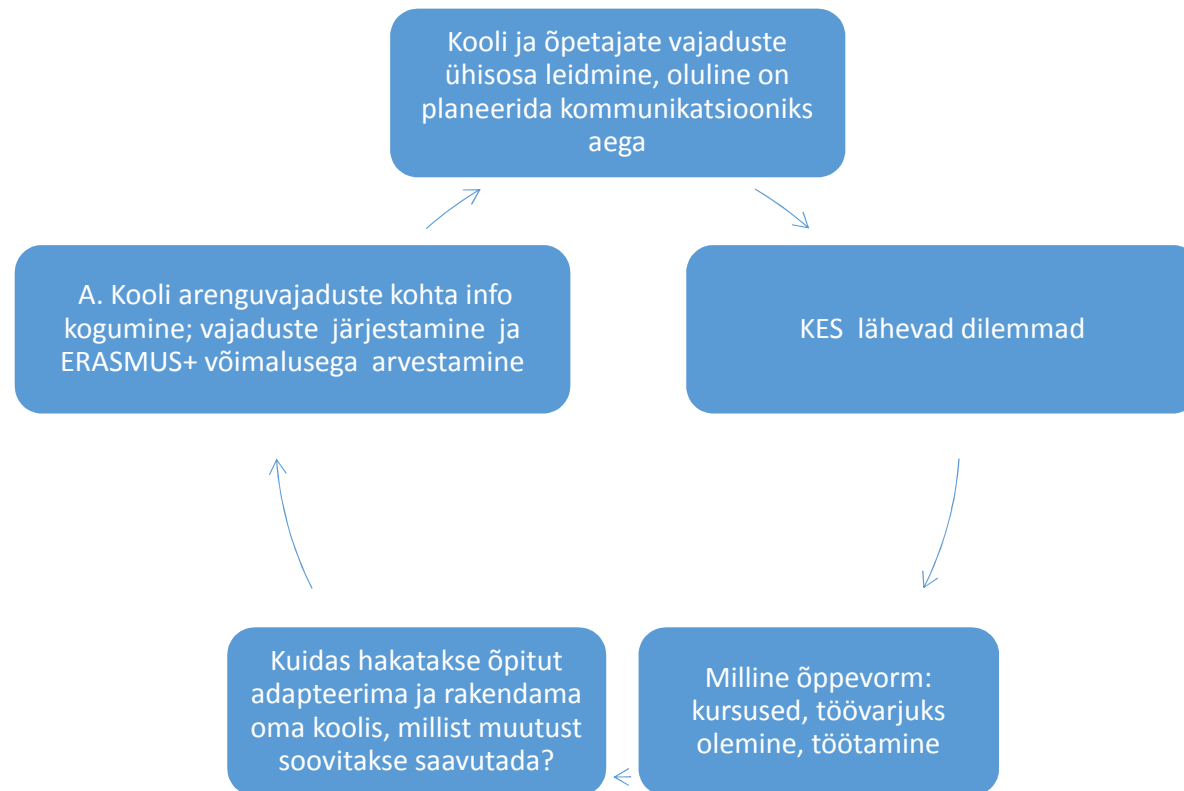 Kooli ja õpetajate vajaduste
ühisosa leidmine, oluline on
planeerida kommunikatsiooniks
aega
A. Kooli arenguvajaduste kohta info
kogumine; vajaduste järjestamine ja
ERASMUS+ võimalusega arvestamine
KES lähevad dilemmad
Kuidas hakatakse õpitut
adapteerima ja rakendama
oma koolis, millist muutust
soovitakse saavutada?
Milline õppevorm:
kursused, töövarjuks
olemine, töötamine